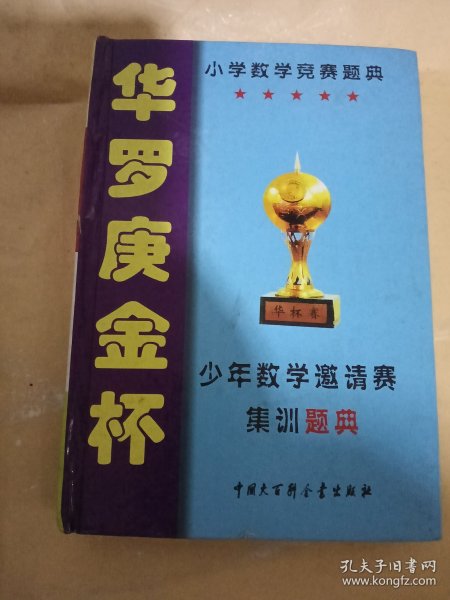 华罗庚金杯
小学数学竞赛题典
★★★★★
华杯赛
少年数学邀请赛
集训题典
中国大百科全书出版社
孔夫子旧书网
www.kongfz.com